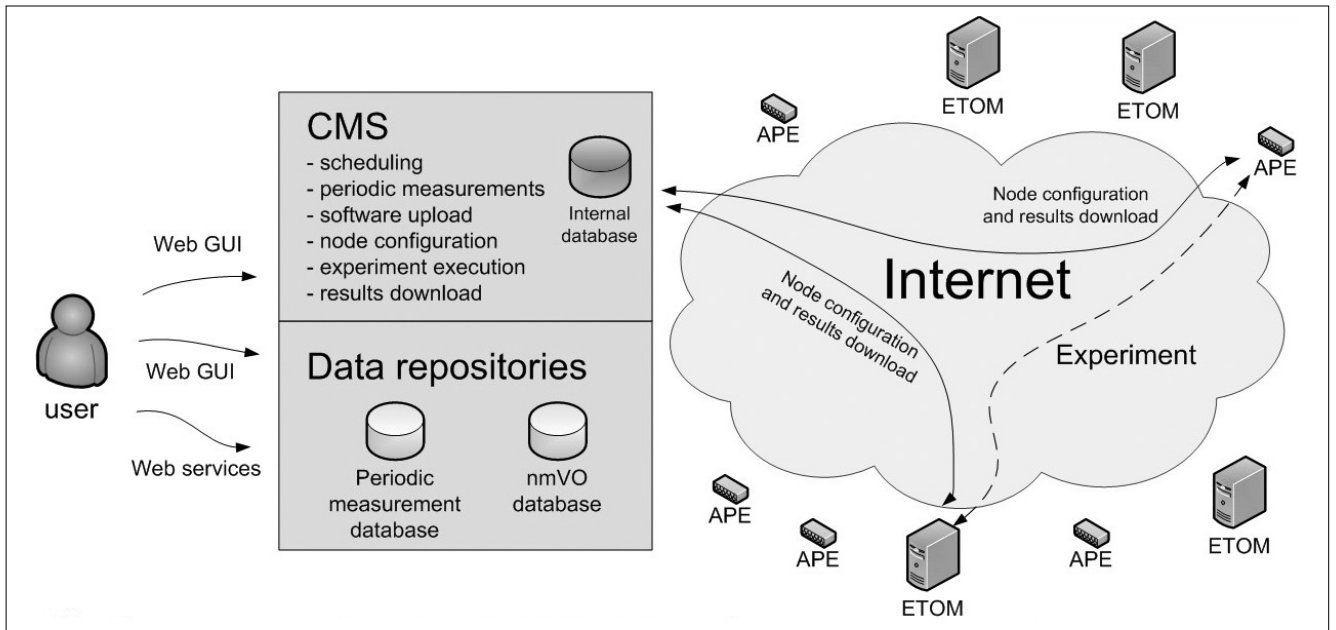 CMS
- scheduling
- periodic measurements
- software upload
- node configuration
- experiment execution
- results download
Internal
database
Web GUI
Web GUI
user
Web services
Data repositories
Periodic
measurement
database
nmVO
database
ETOM
ETOM
APE
APE
Node configuration
and results download
Internet
Node configuration
and results download
Experiment
APE
APE
ETOM
APE
ETOM